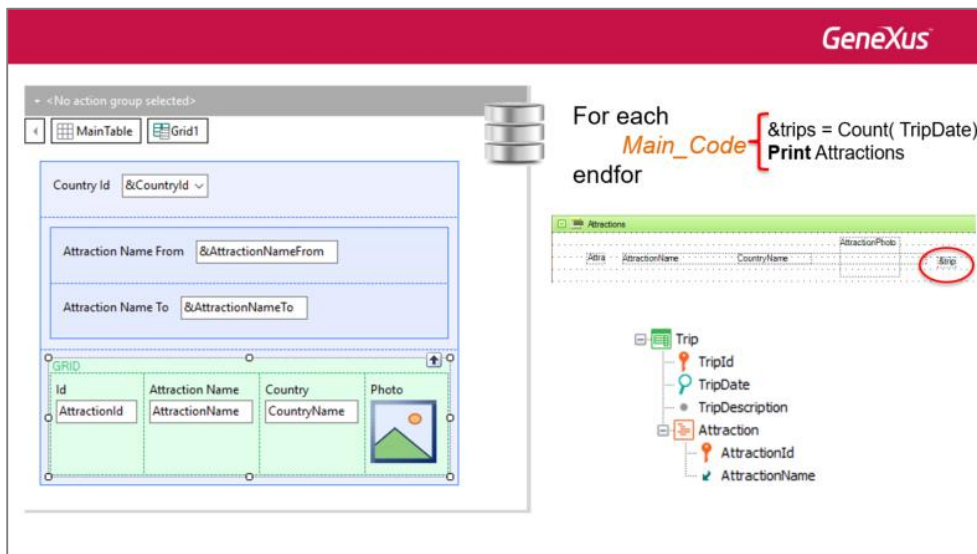 GeneXus
<No action group selected>
MainTable Grid1
Country Id &CountryId
Attraction Name From &AttractionNameFrom
Attraction Name To &AttractionNameTo
GRID
Id Attraction Name Country Photo
AttractionId AttractionName CountryName
For each
Main_Code
&trips = Count( TripDate)
Print Attractions
endfor
Attractions
AttractionPhoto
Attra AttractionName CountryName &trip
Trip
TripId
TripDate
TripDescription
Attraction
AttractionId
AttractionName